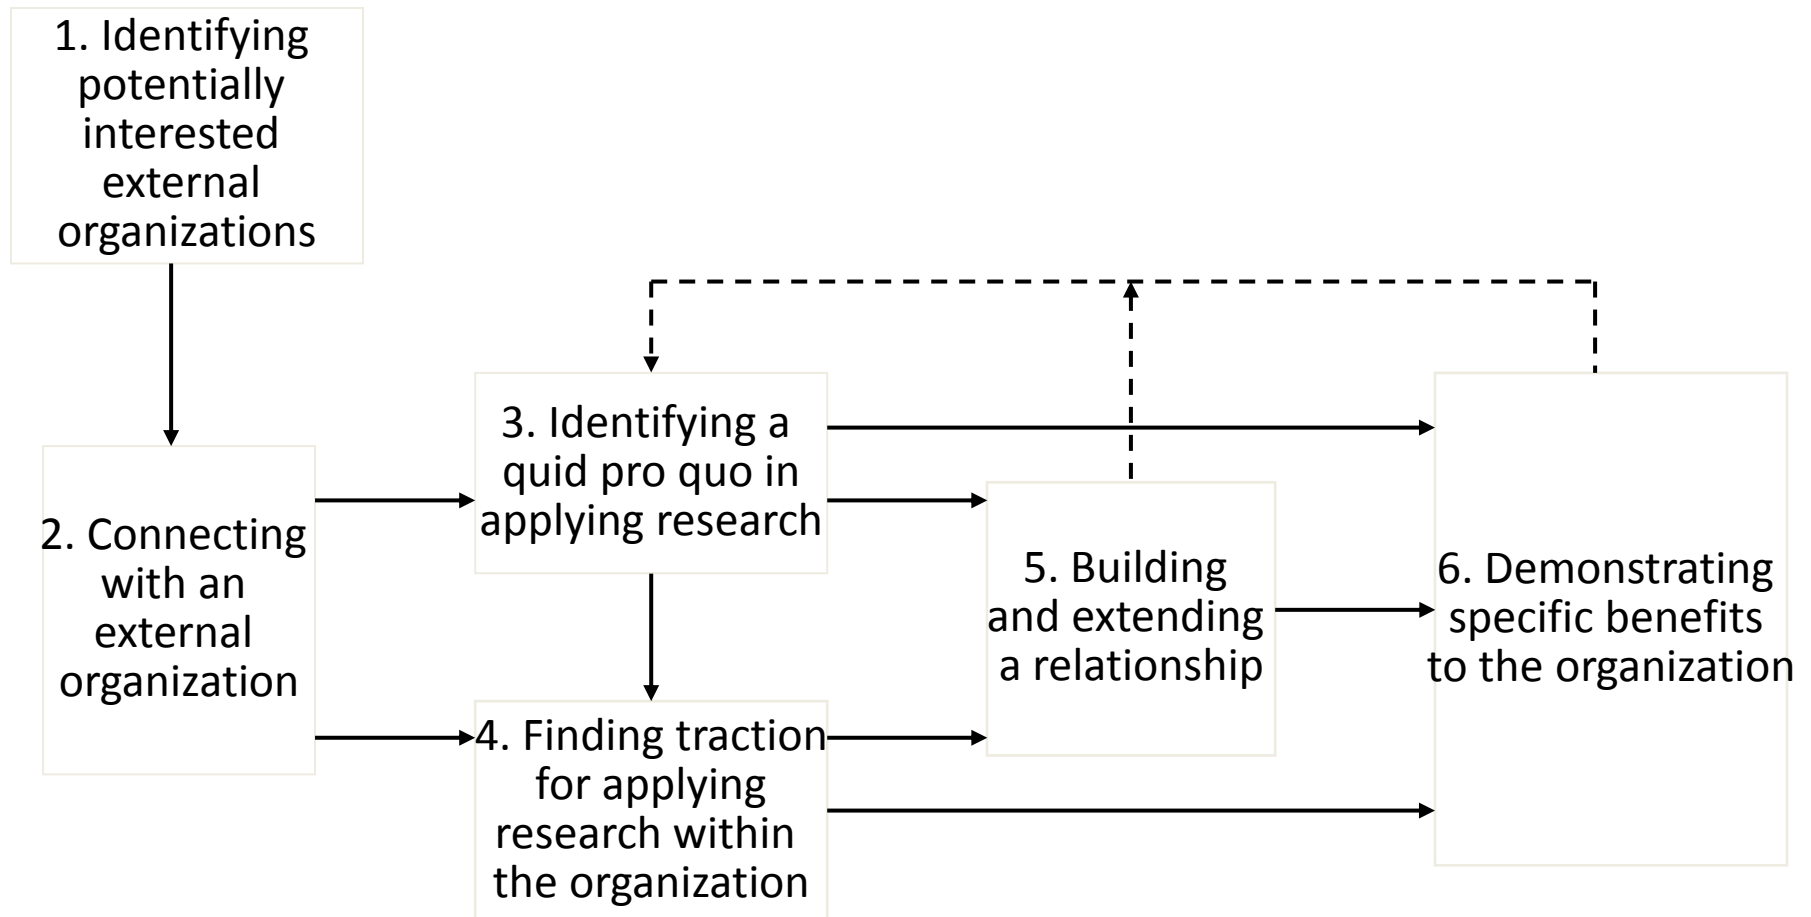 1. Identifying
potentially
interested
external
organizations
2. Connecting
with an
external
organization
3. Identifying a
quid pro quo in
applying research
4. Finding traction
for applying
research within
the organization
5. Building
and extending
a relationship
6. Demonstrating
specific benefits
to the organization